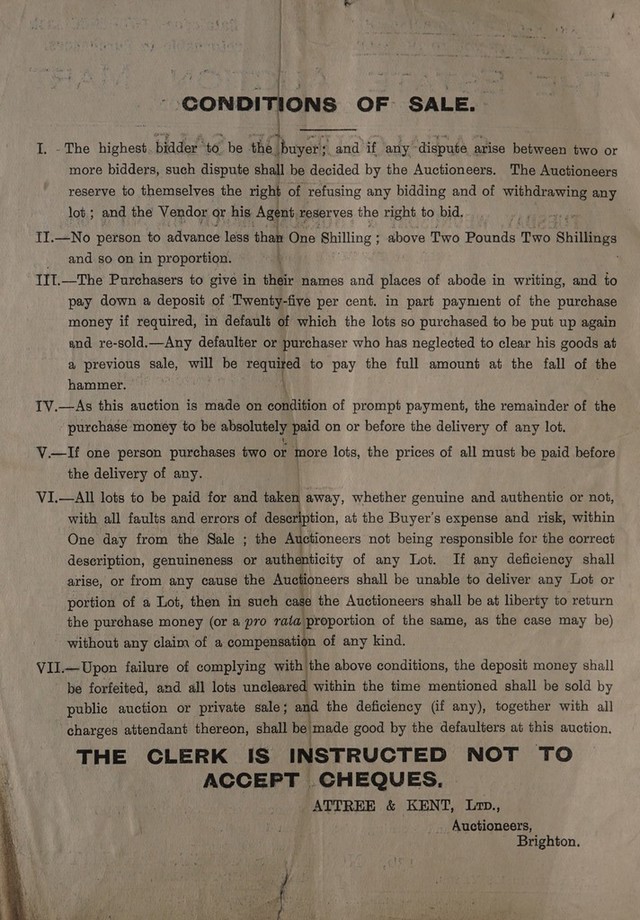 CONDITIONS OF SALE.
I. - The highest bidder to be the buyer; and if any dispute arise between two or
more bidders, such dispute shall be decided by the Auctioneers. The Auctioneers
reserve to themselves the right of refusing any bidding and of withdrawing any
lot; and the Vendor or his Agent reserves the right to bid.
II.—No person to advance less than One Shilling; above Two Pounds Two Shillings
and so on in proportion.
III.—The Purchasers to give in their names and places of abode in writing, and to
pay down a deposit of Twenty-five per cent. in part payment of the purchase
money if required, in default of which the lots so purchased to be put up again
and re-sold.—Any defaulter or purchaser who has neglected to clear his goods at
a previous sale, will be required to pay the full amount at the fall of the
hammer.
IV.—As this auction is made on condition of prompt payment, the remainder of the
purchase money to be absolutely paid on or before the delivery of any lot.
V.—If one person purchases two or more lots, the prices of all must be paid before
the delivery of any.
VI.—All lots to be paid for and taken away, whether genuine and authentic or not,
with all faults and errors of description, at the Buyer's expense and risk, within
One day from the Sale; the Auctioneers not being responsible for the correct
description, genuineness or authenticity of any Lot. If any deficiency shall
arise, or from any cause the Auctioneers shall be unable to deliver any Lot or
portion of a Lot, then in such case the Auctioneers shall be at liberty to return
the purchase money (or a pro rata proportion of the same, as the case may be)
without any claim of a compensation of any kind.
VII.—Upon failure of complying with the above conditions, the deposit money shall
be forfeited, and all lots uncleared within the time mentioned shall be sold by
public auction or private sale; and the deficiency (if any), together with all
charges attendant thereon, shall be made good by the defaulters at this auction.
THE CLERK IS INSTRUCTED NOT TO
ACCEPT CHEQUES.
ATTREE & KENT, LTD.,
Auctioneers,
Brighton.